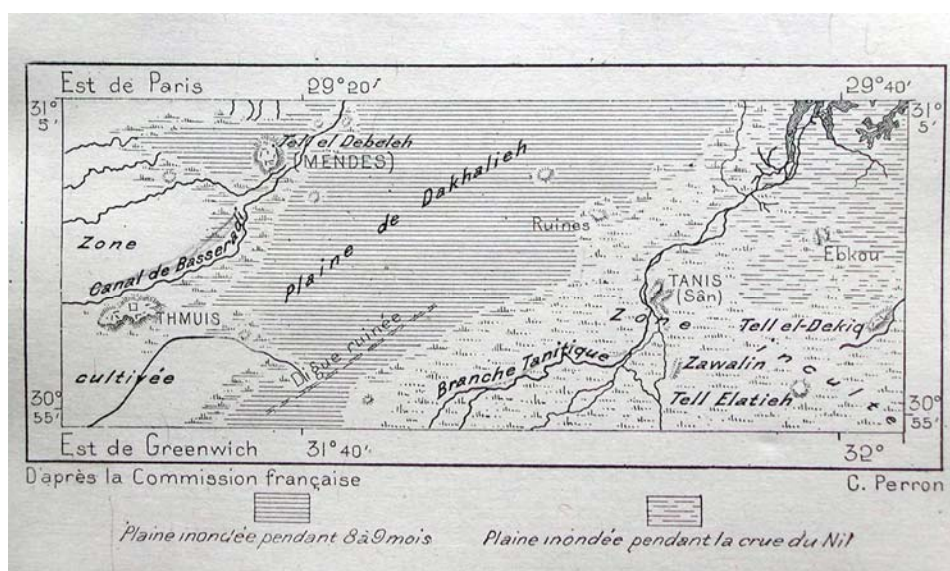 Est de Paris 29°20' 29°40'
31° 5' 31° 5'
Tell el Debeleh
(MENDES)
plaine de Dakhalieh
Ruines
Zone
Canal de Basseradi
Ebkou
TANIS
(Sân)
THMUIS
Zone inculte
Tell el-Dekiq
Digue ruinée
Zawalin
cultivée
Branche Tanitique
Tell Elatieh
30° 55' 30° 55'
Est de Greenwich 31°40' 32°
D'après la Commission française C. Perron
Plaine inondée pendant 8 à 9 mois Plaine inondée pendant la crue du Nil